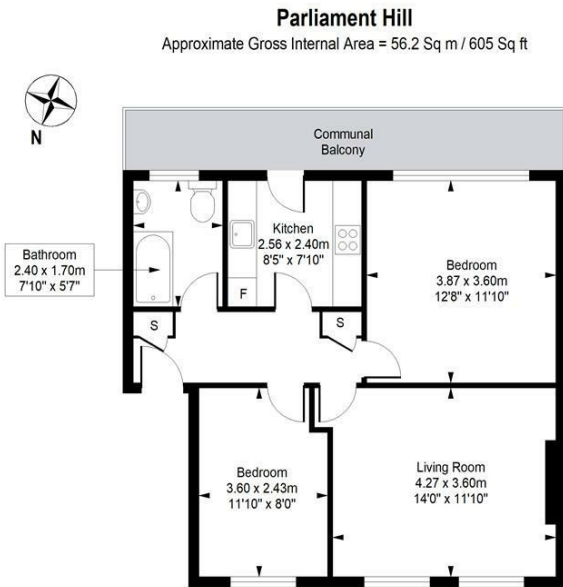 Parliament Hill
Approximate Gross Internal Area = 56.2 Sq m / 605 Sq ft
N
Communal
Balcony
Bathroom
2.40 x 1.70m
7'10" x 5'7"
Kitchen
2.56 x 2.40m
8'5" x 7'10"
F
Bedroom
3.87 x 3.60m
12'8" x 11'10"
S
S
Bedroom
3.60 x 2.43m
11'10" x 8'0"
Living Room
4.27 x 3.60m
14'0" x 11'10"